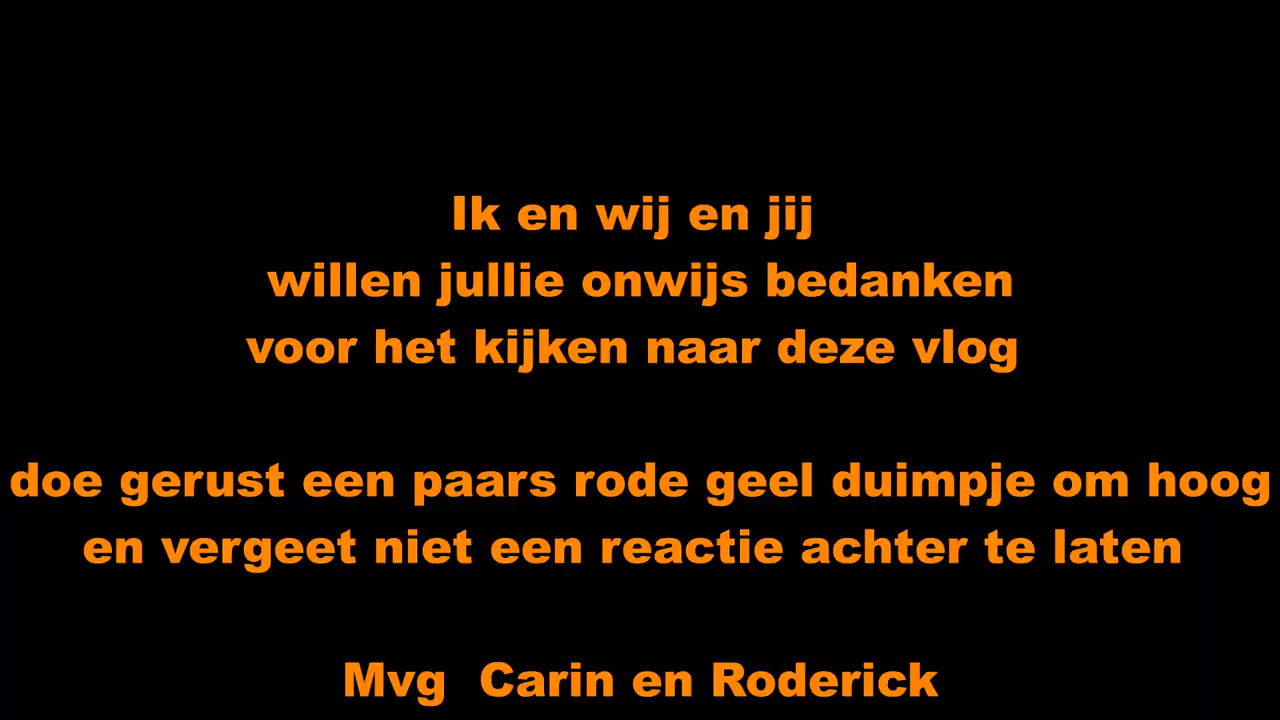 Ik en wij en jij
willen jullie onwijs bedanken
voor het kijken naar deze vlog
doe gerust een paars rode geel duimpje om hoog
en vergeet niet een reactie achter te laten
Mvg  Carin en Roderick